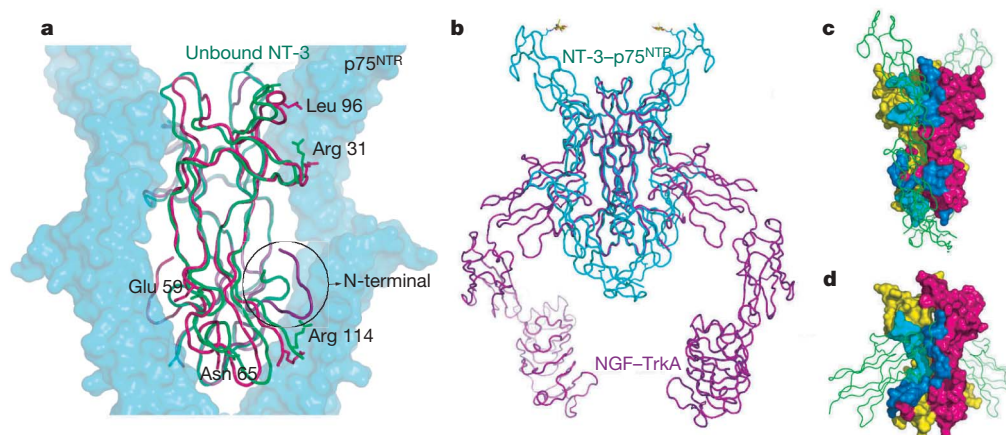 a
Unbound NT-3
p75NTR
Leu 96
Arg 31
Glu 59
N-terminal
Arg 114
Asn 65
b
NT-3–p75NTR
NGF–TrkA
c
d